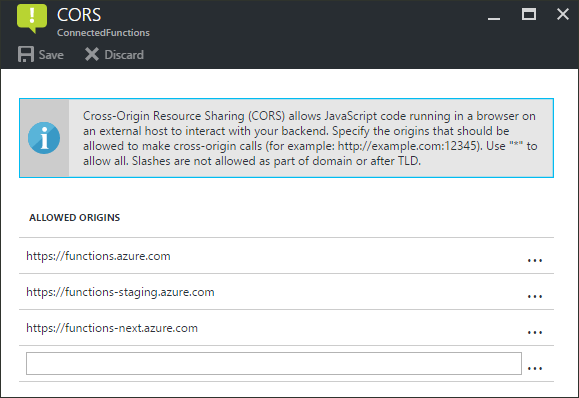 CORS
ConnectedFunctions
Save Discard
Cross-Origin Resource Sharing (CORS) allows JavaScript code running in a browser on
an external host to interact with your backend. Specify the origins that should be
allowed to make cross-origin calls (for example: http://example.com:12345). Use "*" to
allow all. Slashes are not allowed as part of domain or after TLD.
ALLOWED ORIGINS
https://functions.azure.com ...
https://functions-staging.azure.com ...
https://functions-next.azure.com ...
...